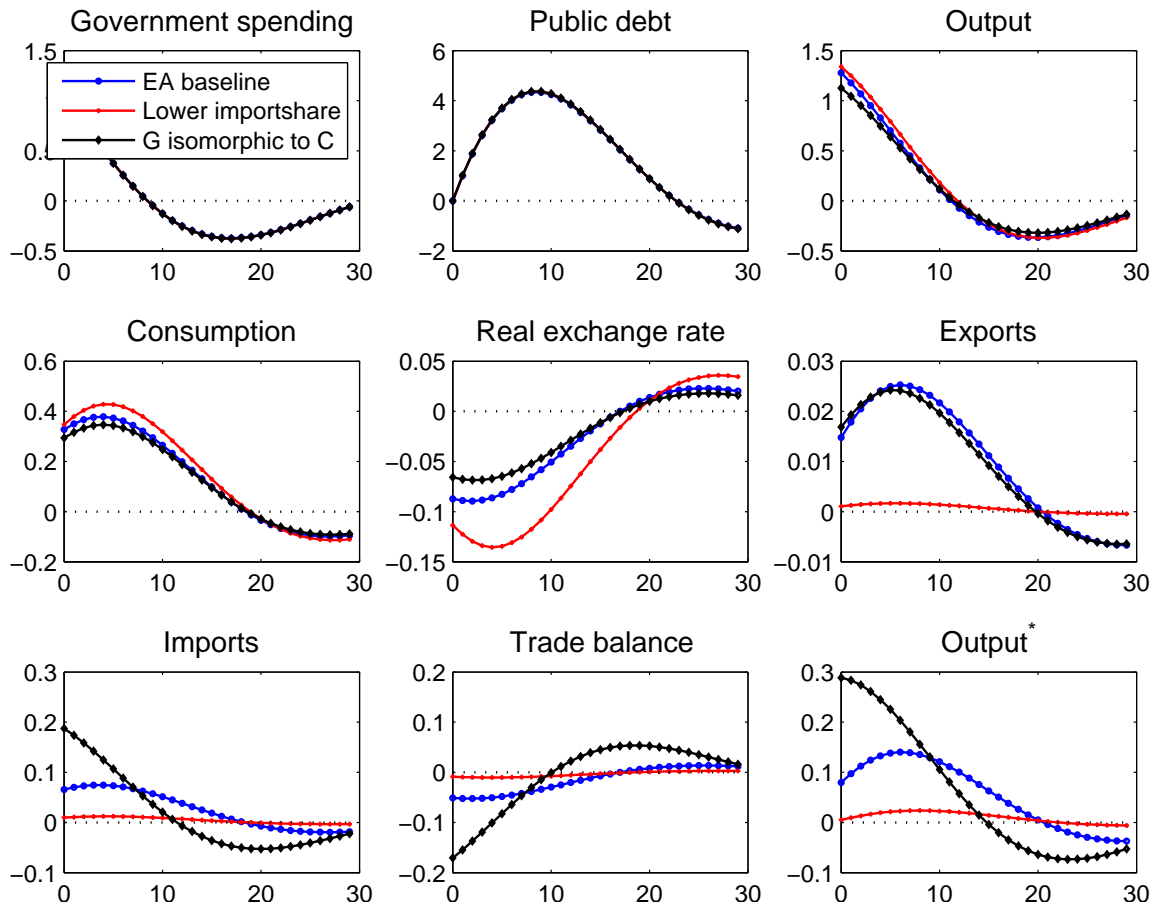 Government spending
Public debt
Output
1.5
0.5
0
−0.5
0 10 20 30
EA baseline
Lower importshare
G isomorphic to C
6
4
2
0
−2
0 10 20 30
1.5
1
0.5
0
−0.5
0 10 20 30
Consumption
Real exchange rate
Exports
0.6
0.4
0.2
0
−0.2
0 10 20 30
0.05
0
−0.05
−0.1
−0.15
0 10 20 30
0.03
0.02
0.01
0
−0.01
0 10 20 30
Imports
Trade balance
Output*
0.3
0.2
0.1
0
−0.1
0 10 20 30
0.2
0.1
0
−0.1
−0.2
0 10 20 30
0.3
0.2
0.1
0
−0.1
0 10 20 30